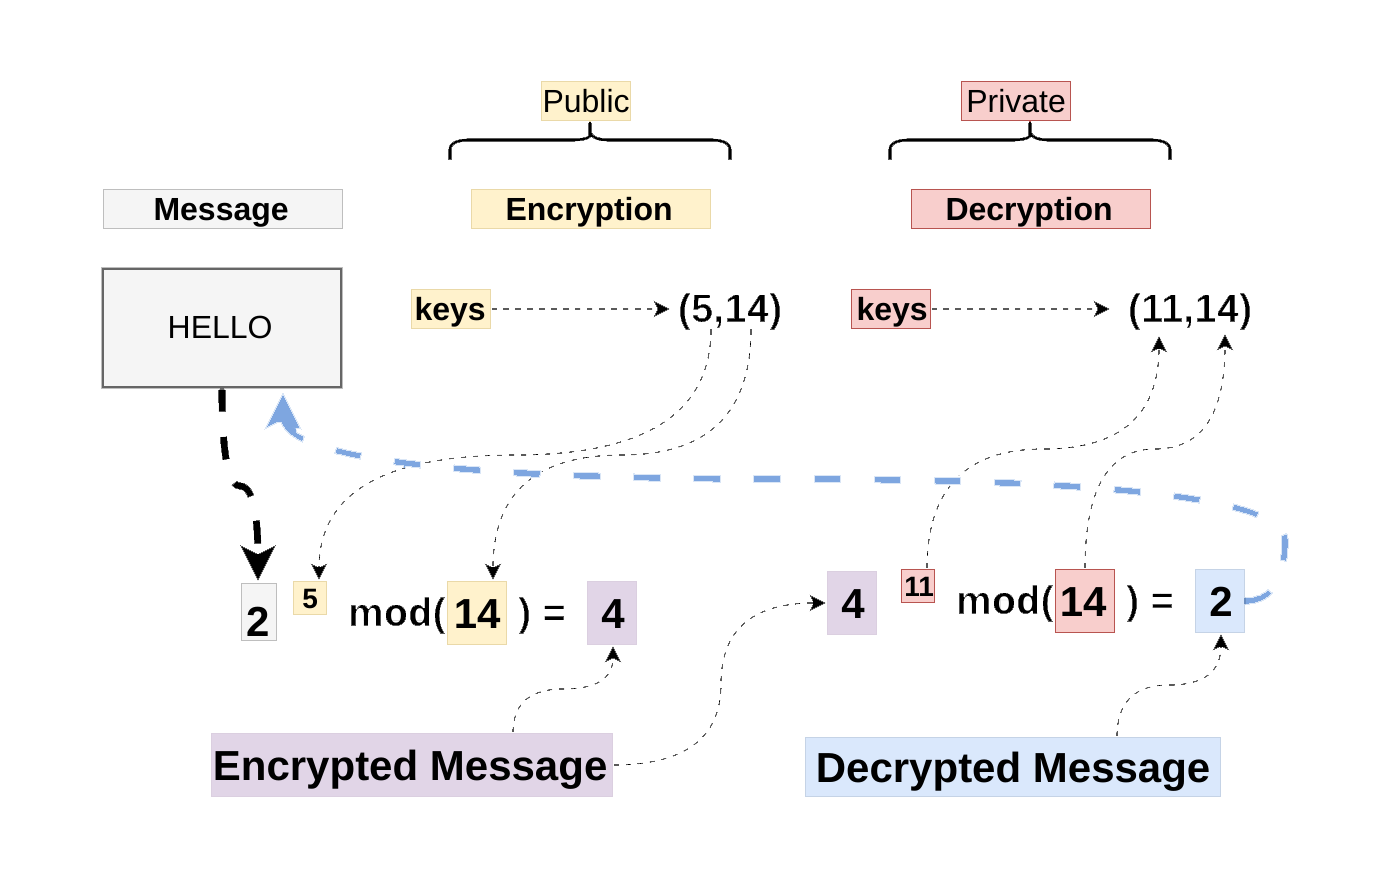 Public
Private
Message
Encryption
Decryption
HELLO
keys
(5,14)
keys
(11,14)
2 5 mod( 14 ) = 4
4 11 mod( 14 ) = 2
Encrypted Message
Decrypted Message